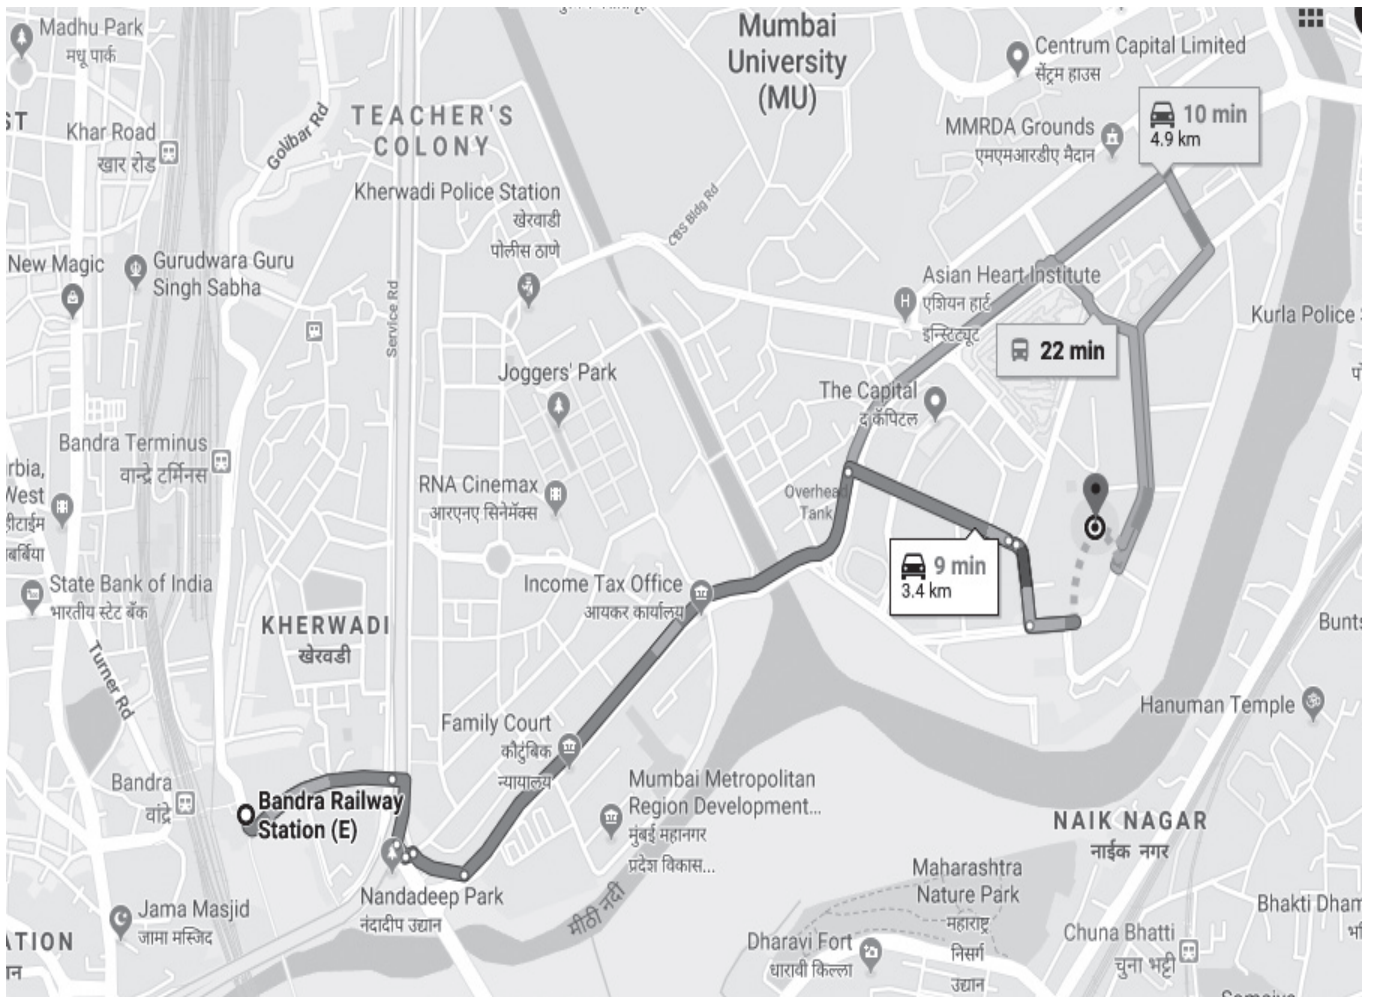 Madhu Park
मधू पार्क
Mumbai
University
(MU)
Centrum Capital Limited
सेंट्रम हाउस
ST
Khar Road
खार रोड
Golibar Rd
TEACHER'S
COLONY
MMRDA Grounds
एमएमआरडीए मैदान
10 min
4.9 km
Kherwadi Police Station
खेरवाडी
पोलीस ठाणे
CBS Bldg Rd
New Magic
Gurudwara Guru
Singh Sabha
Service Rd
Asian Heart Institute
एशियन हार्ट
इन्स्टिट्यूट
Kurla Police
22 min
Joggers' Park
The Capital
द कॅपिटल
Bandra Terminus
वान्द्रे टर्मिनस
rbia,
West
RNA Cinemax
आरएनए सिनेमॅक्स
Overhead
Tank
9 min
3.4 km
State Bank of India
भारतीय स्टेट बॅंक
Income Tax Office
आयकर कार्यालय
KHERWADI
खेरवडी
Turner Rd
Bunts
Hanuman Temple
Family Court
कौटुंबिक
न्यायालय
Bandra
वांद्रे
Bandra Railway
Station (E)
Mumbai Metropolitan
Region Development...
मुंबई महानगर
प्रदेश विकास...
NAIK NAGAR
नाईक नगर
Nandadeep Park
नंदादीप उद्यान
मीठी नदी
Maharashtra
Nature Park
महाराष्ट्र
निसर्ग
उद्यान
Jama Masjid
जामा मस्जिद
Dharavi Fort
धारावी किल्ला
Chuna Bhatti
चुना भट्टी
Bhakti Dham
ATION